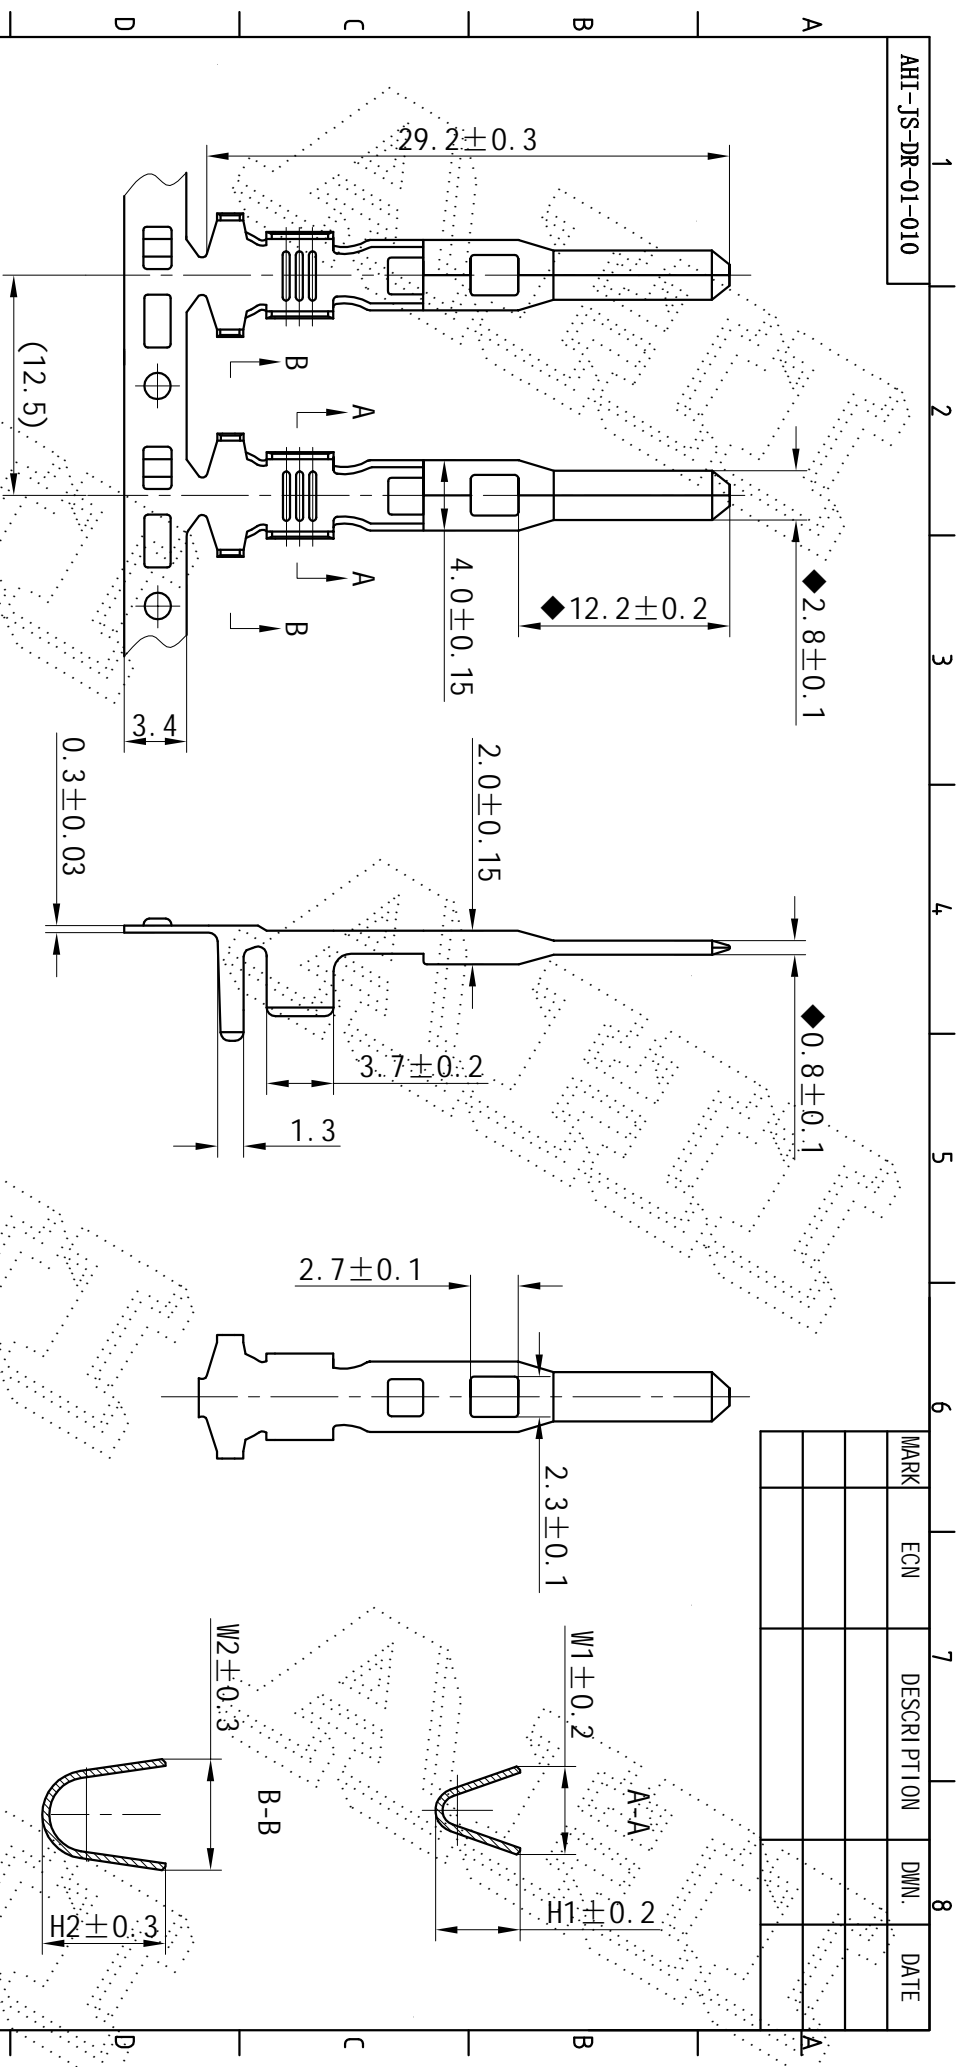 AHI-JS-DR-01-010
1
2
3
4
5
6
7
8
A
B
C
D
A
B
C
D
MARK
ECN
DESCRIPTION
DWN.
DATE
29.2±0.3
(12.5)
B
A
A
B
◆2.8±0.1
◆12.2±0.2
4.0±0.15
3.4
0.3±0.03
2.0±0.15
◆0.8±0.1
3.7±0.2
1.3
2.7±0.1
2.3±0.1
W1±0.2
A-A
H1±0.2
W2±0.3
B-B
H2±0.3